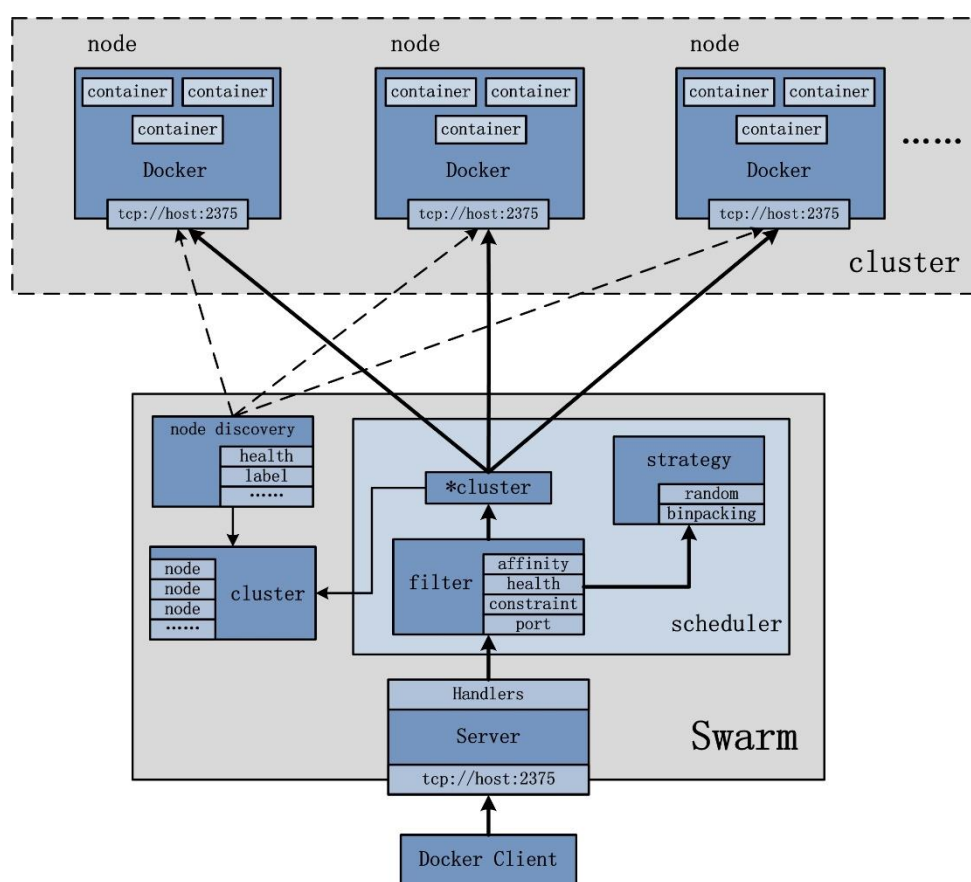 node
node
node
container container
container
Docker
tcp://host:2375
container container
container
Docker
tcp://host:2375
container container
container
Docker
tcp://host:2375
……
cluster
node discovery
health
label
……
node
node
node
……
cluster
*cluster
strategy
random
binpacking
filter
affinity
health
constraint
port
scheduler
Handlers
Server
tcp://host:2375
Swarm
Docker Client